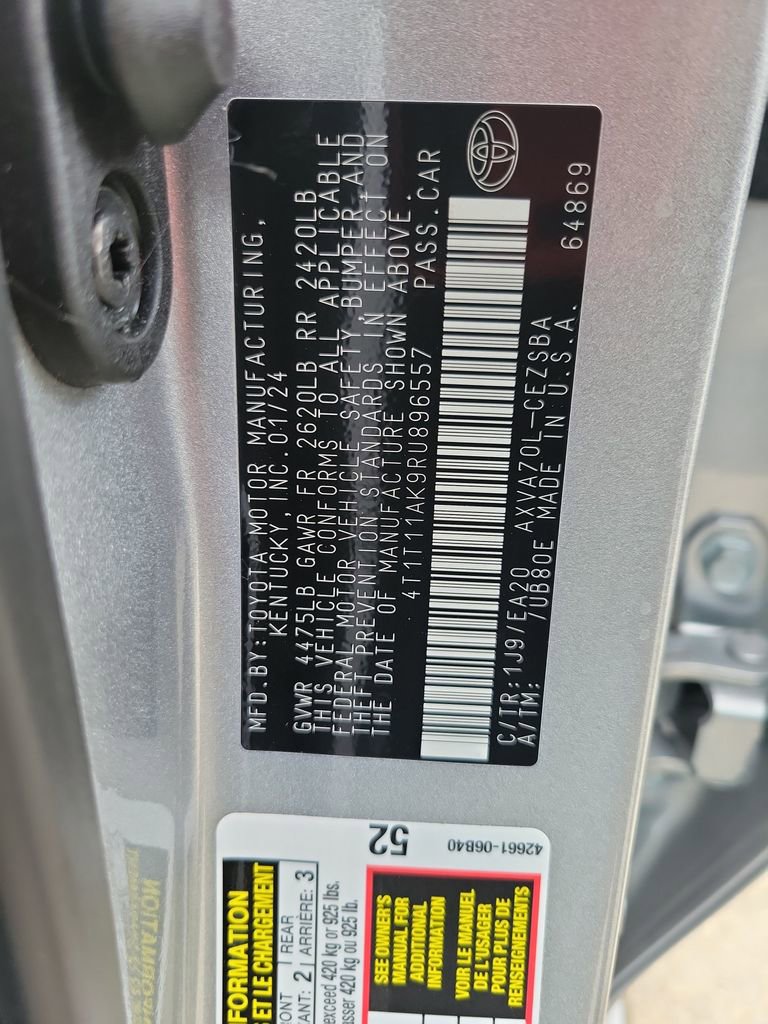 MFD.BY:TOYOTA MOTOR MANUFACTURING,
KENTUCKY,INC.01/24
GVWR 4475LB GAWR FR 2620LB RR 2420LB
THIS VEHICLE CONFORMS TO ALL APPLICABLE
FEDERAL MOTOR VEHICLE SAFETY BUMPER,AND
THEFT PREVENTION STANDARDS IN EFFECT ON
THE DATE OF MANUFACTURE SHOWN ABOVE.
4T1T11AK9RU896557 PASS.CAR
C/TR:1J9/EA20 AXVA70L-CEZSBA
A/TM: /UB80E MADE IN U.S.A. 64869
FORMATION
S ET LE CHARGEMENT
ONT 2 REAR 3
ANT: ARRIÈRE:
exceed 420 kg or 925 lbs.
asser 420 kg ou 925 lb.
52
SEE OWNER'S
MANUAL FOR
ADDITIONAL
INFORMATION
VOIR LE MANUEL
DE L'USAGER
POUR PLUS DE
RENSEIGNEMENTS
42661-06B40